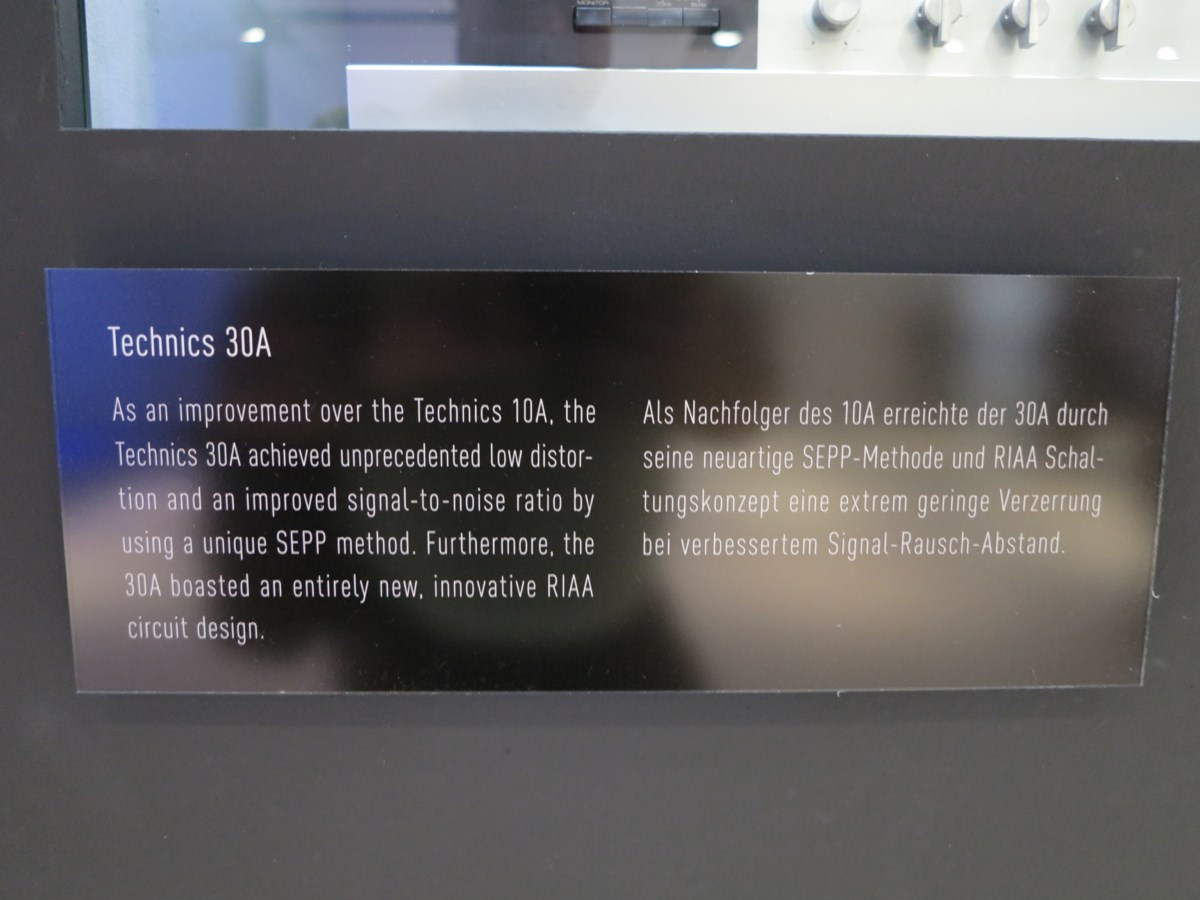 MONITOR
Technics 30A
As an improvement over the Technics 10A, the
Technics 30A achieved unprecedented low distor-
tion and an improved signal-to-noise ratio by
using a unique SEPP method. Furthermore, the
30A boasted an entirely new, innovative RIAA
circuit design.
Als Nachfolger des 10A erreichte der 30A durch
seine neuartige SEPP-Methode und RIAA Schal-
tungskonzept eine extrem geringe Verzerrung
bei verbessertem Signal-Rausch-Abstand.